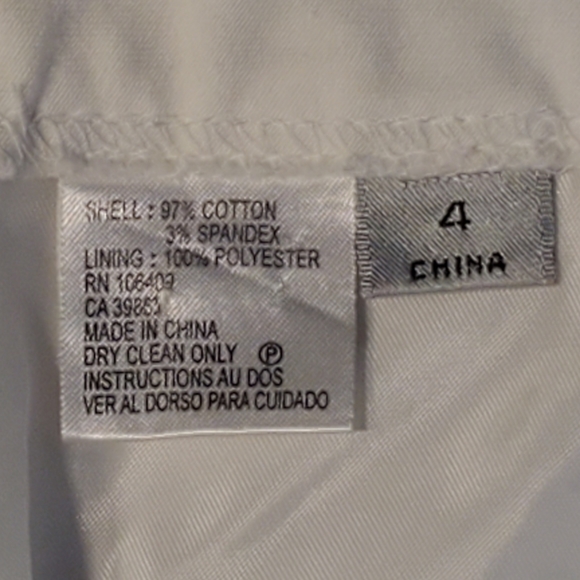 SHELL : 97% COTTON
3% SPANDEX
LINING : 100% POLYESTER
RN 106409
CA
MADE IN CHINA
DRY CLEAN ONLY Ⓟ
INSTRUCTIONS AU DOS
VER AL DORSO PARA CUIDADO
4
CHINA